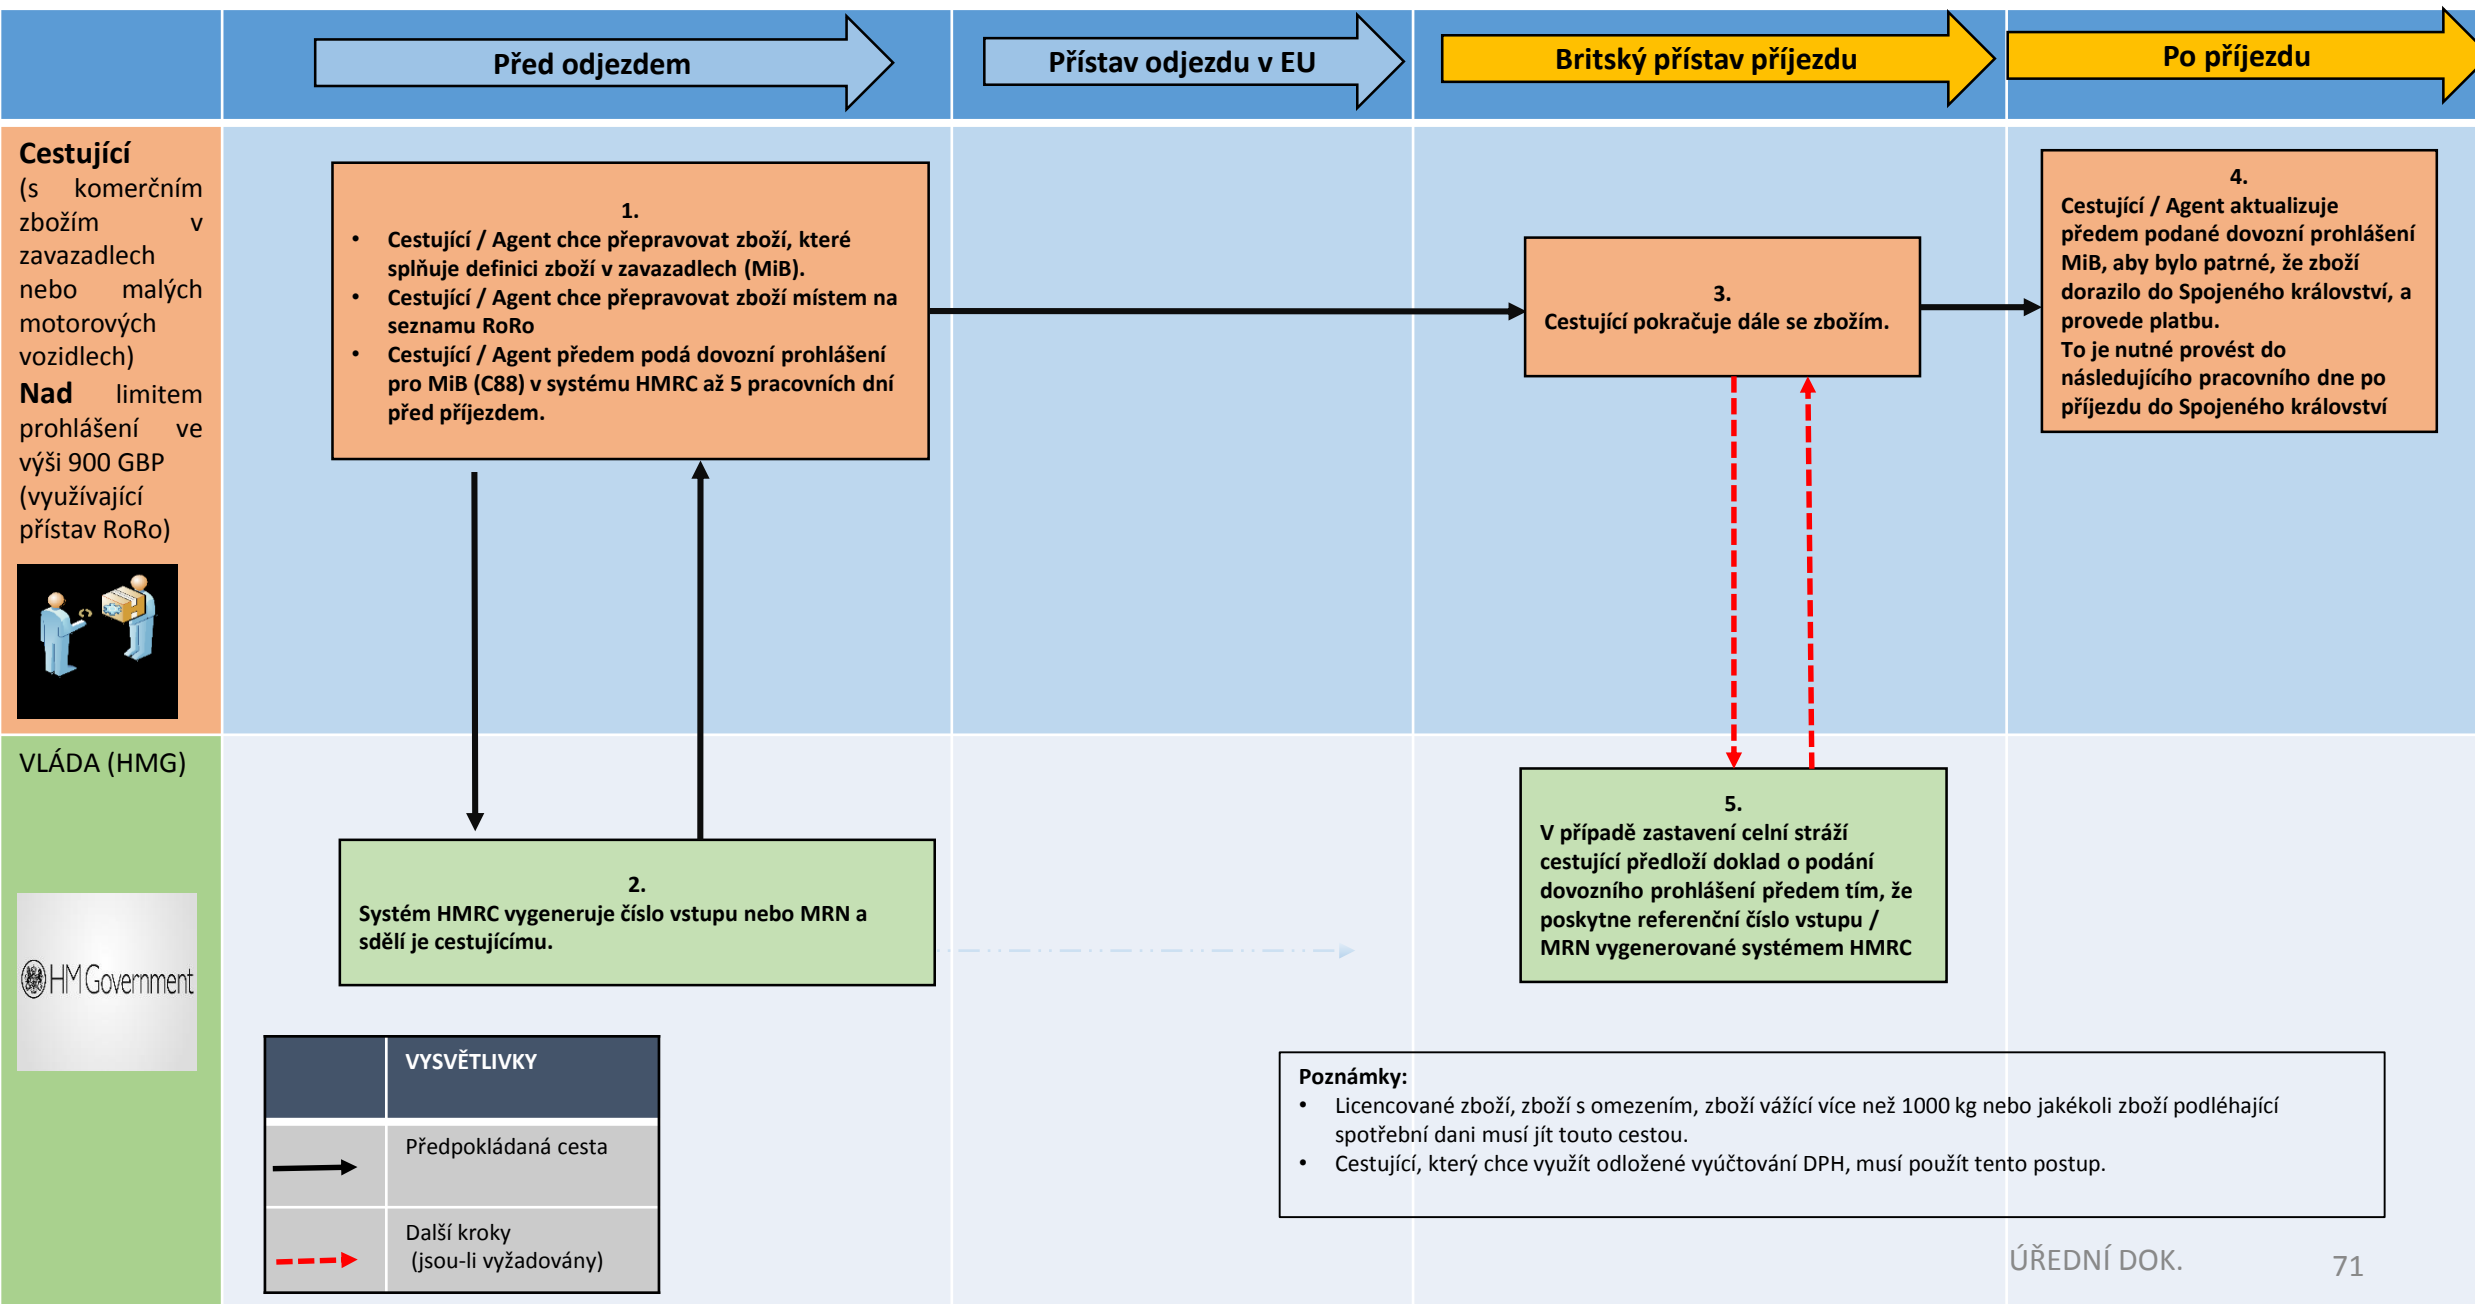 Před odjezdem
Přístav odjezdu v EU
Britský přístav příjezdu
Po příjezdu
Cestující
(s komerčním
zbožím v
zavazadlech
nebo malých
motorových
vozidlech)
Nad limitem
prohlášení ve
výši 900 GBP
(využívající
přístav RoRo)
1.
• Cestující / Agent chce přepravovat zboží, které
splňuje definici zboží v zavazadlech (MiB).
• Cestující / Agent chce přepravovat zboží místem na
seznamu RoRo
• Cestující / Agent předem podá dovozní prohlášení
pro MiB (C88) v systému HMRC až 5 pracovních dní
před příjezdem.
3.
Cestující pokračuje dále se zbožím.
4.
Cestující / Agent aktualizuje
předem podané dovozní prohlášení
MiB, aby bylo patrné, že zboží
dorazilo do Spojeného království, a
provede platbu.
To je nutné provést do
následujícího pracovního dne po
příjezdu do Spojeného království
VLÁDA (HMG)
HM Government
2.
Systém HMRC vygeneruje číslo vstupu nebo MRN a
sdělí je cestujícímu.
5.
V případě zastavení celní stráží
cestující předloží doklad o podání
dovozního prohlášení předem tím, že
poskytne referenční číslo vstupu /
MRN vygenerované systémem HMRC
VYSVĚTLIVKY
Předpokládaná cesta
Další kroky
(jsou-li vyžadovány)
Poznámky:
• Licencované zboží, zboží s omezením, zboží vážící více než 1000 kg nebo jakékoli zboží podléhající
spotřební dani musí jít touto cestou.
• Cestující, který chce využít odložené vyúčtování DPH, musí použít tento postup.
ÚŘEDNÍ DOK.
71